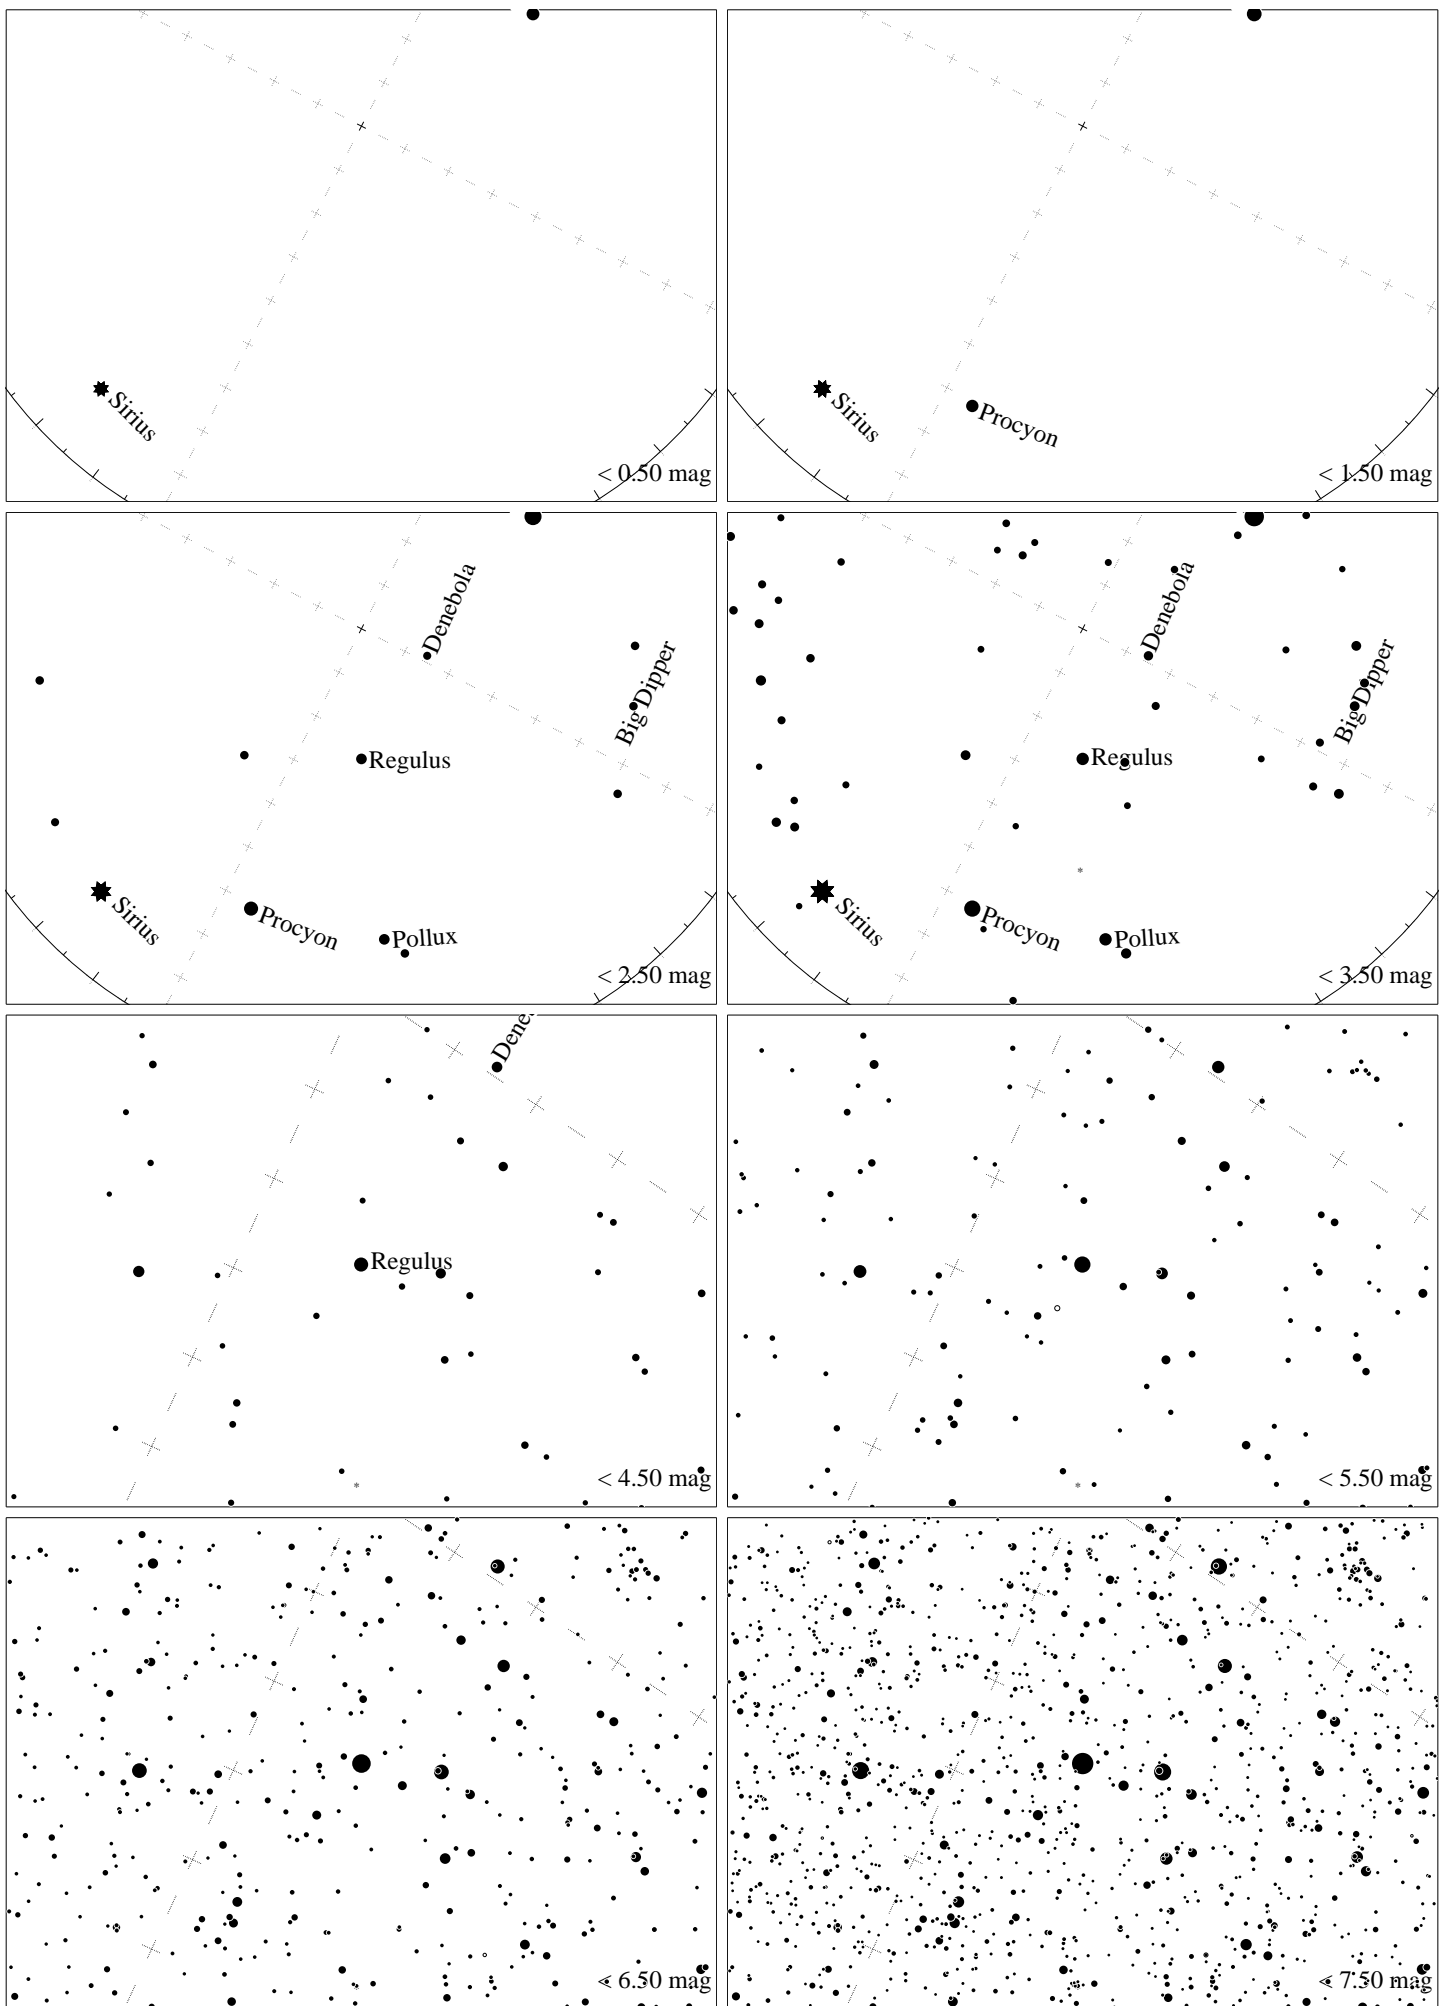 Sirius
< 0.50 mag
Sirius
Procyon
< 1.50 mag
Denebola
Big Dipper
Regulus
Sirius
Procyon
Pollux
< 2.50 mag
Denebola
Big Dipper
Regulus
Sirius
Procyon
Pollux
< 3.50 mag
Dene
Regulus
< 4.50 mag
< 5.50 mag
< 6.50 mag
< 7.50 mag